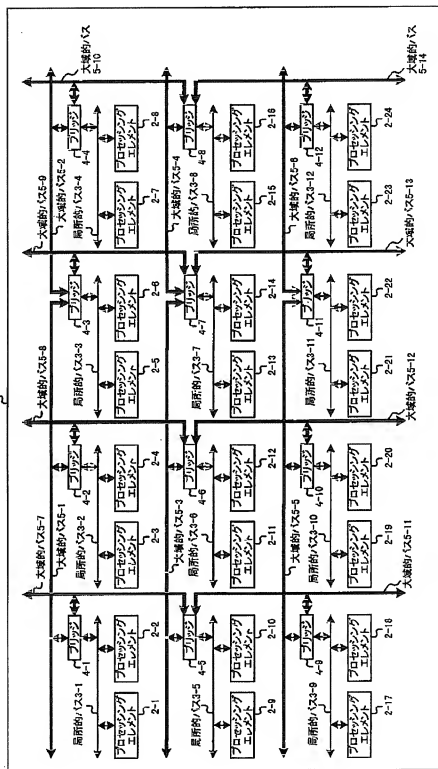 大域的バス5-7
大域的バス5-8
大域的バス5-9
大域的バス
5-10
大域的バス5-1
大域的バス5-2
局所的バス3-1
局所的バス3-2
局所的バス3-3
局所的バス3-4
ブリッジ
4-1
ブリッジ
4-2
ブリッジ
4-3
ブリッジ
4-4
プロセッシング
エレメント
2-1
プロセッシング
エレメント
2-2
プロセッシング
エレメント
2-3
プロセッシング
エレメント
2-4
プロセッシング
エレメント
2-5
プロセッシング
エレメント
2-6
プロセッシング
エレメント
2-7
プロセッシング
エレメント
2-8
大域的バス5-3
大域的バス5-4
局所的バス3-5
局所的バス3-6
局所的バス3-7
局所的バス3-8
ブリッジ
4-5
ブリッジ
4-6
ブリッジ
4-7
ブリッジ
4-8
プロセッシング
エレメント
2-9
プロセッシング
エレメント
2-10
プロセッシング
エレメント
2-11
プロセッシング
エレメント
2-12
プロセッシング
エレメント
2-13
プロセッシング
エレメント
2-14
プロセッシング
エレメント
2-15
プロセッシング
エレメント
2-16
大域的バス5-5
大域的バス5-6
局所的バス3-9
局所的バス3-10
局所的バス3-11
局所的バス3-12
ブリッジ
4-9
ブリッジ
4-10
ブリッジ
4-11
ブリッジ
4-12
プロセッシング
エレメント
2-17
プロセッシング
エレメント
2-18
プロセッシング
エレメント
2-19
プロセッシング
エレメント
2-20
プロセッシング
エレメント
2-21
プロセッシング
エレメント
2-22
プロセッシング
エレメント
2-23
プロセッシング
エレメント
2-24
大域的バス5-11
大域的バス5-12
大域的バス5-13
大域的バス
5-14